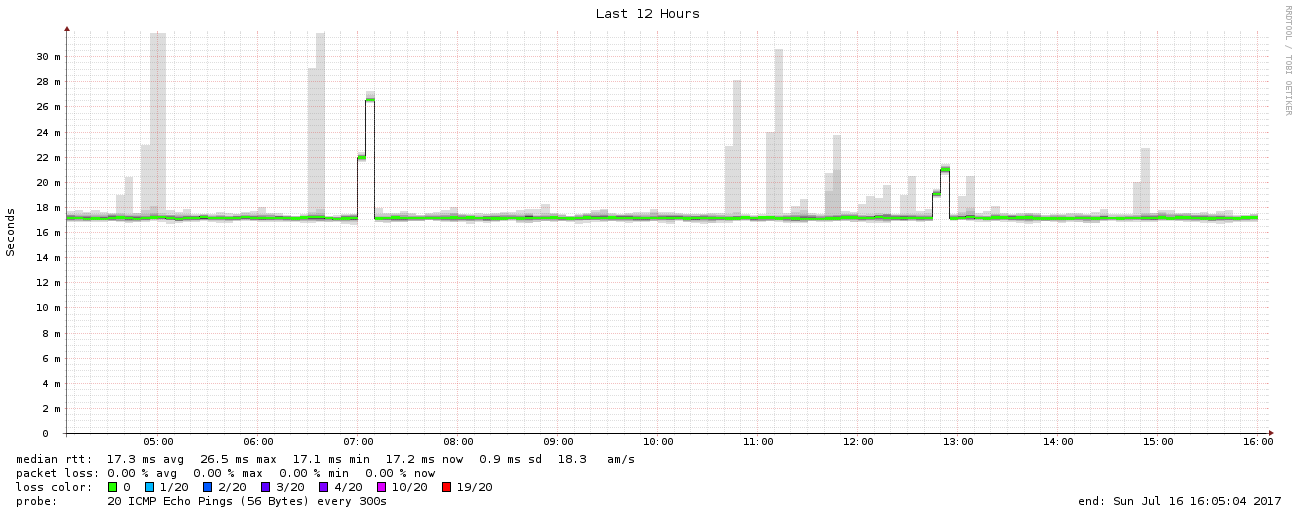 Last 12 Hours
RRDTOOL / TOBI OETIKER
Seconds
30 m
28 m
26 m
24 m
22 m
20 m
18 m
16 m
14 m
12 m
10 m
8 m
6 m
4 m
2 m
0
05:00 06:00 07:00 08:00 09:00 10:00 11:00 12:00 13:00 14:00 15:00 16:00
median rtt: 17.3 ms avg 26.5 ms max 17.1 ms min 17.2 ms now 0.9 ms sd 18.3 am/s
packet loss: 0.00 % avg 0.00 % max 0.00 % min 0.00 % now
loss color: 0 1/20 2/20 3/20 4/20 10/20 19/20
probe: 20 ICMP Echo Pings (56 Bytes) every 300s end: Sun Jul 16 16:05:04 2017